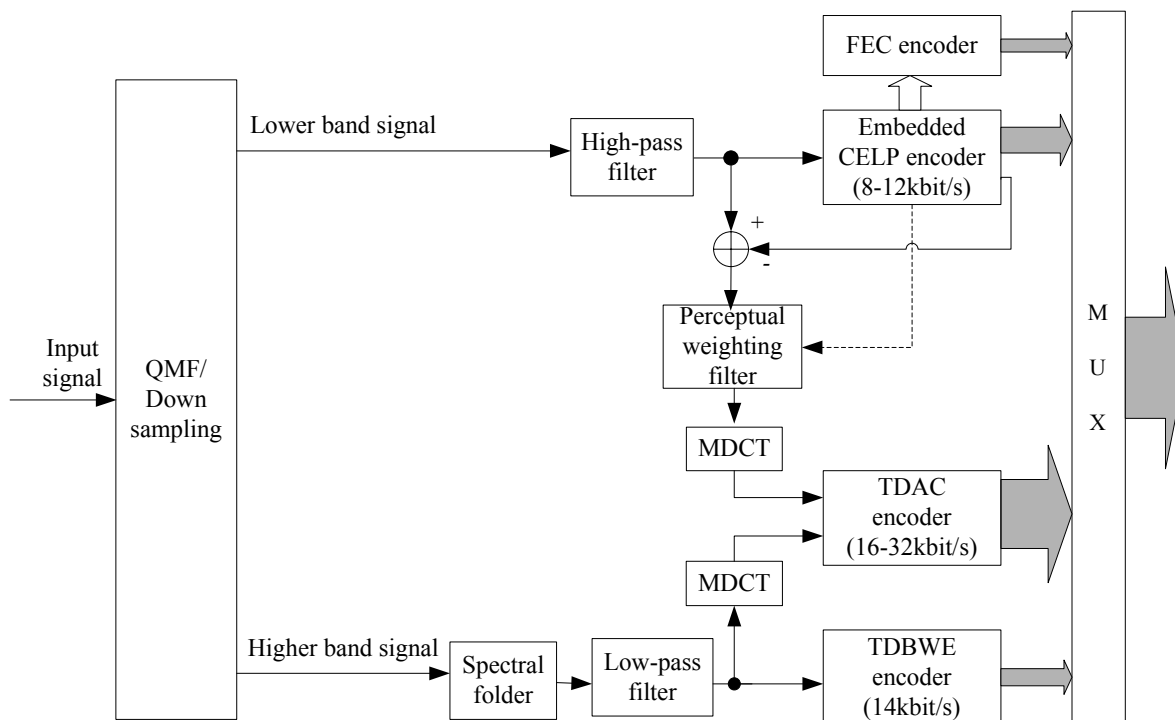 FEC encoder
Lower band signal
High-pass
filter
Embedded
CELP encoder
(8-12kbit/s)
+
-
Perceptual
weighting
filter
Input
signal
QMF/
Down
sampling
M
U
X
MDCT
TDAC
encoder
(16-32kbit/s)
MDCT
Higher band signal
Spectral
folder
Low-pass
filter
TDBWE
encoder
(14kbit/s)